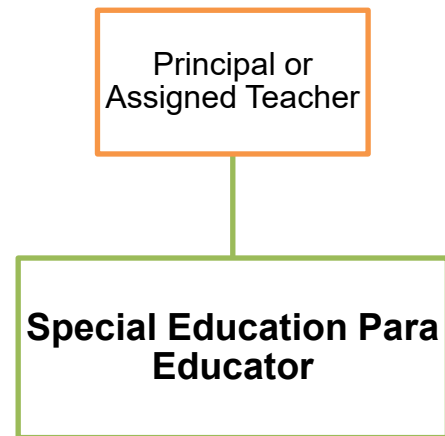 Principal or
Assigned Teacher
Special Education Para
Educator